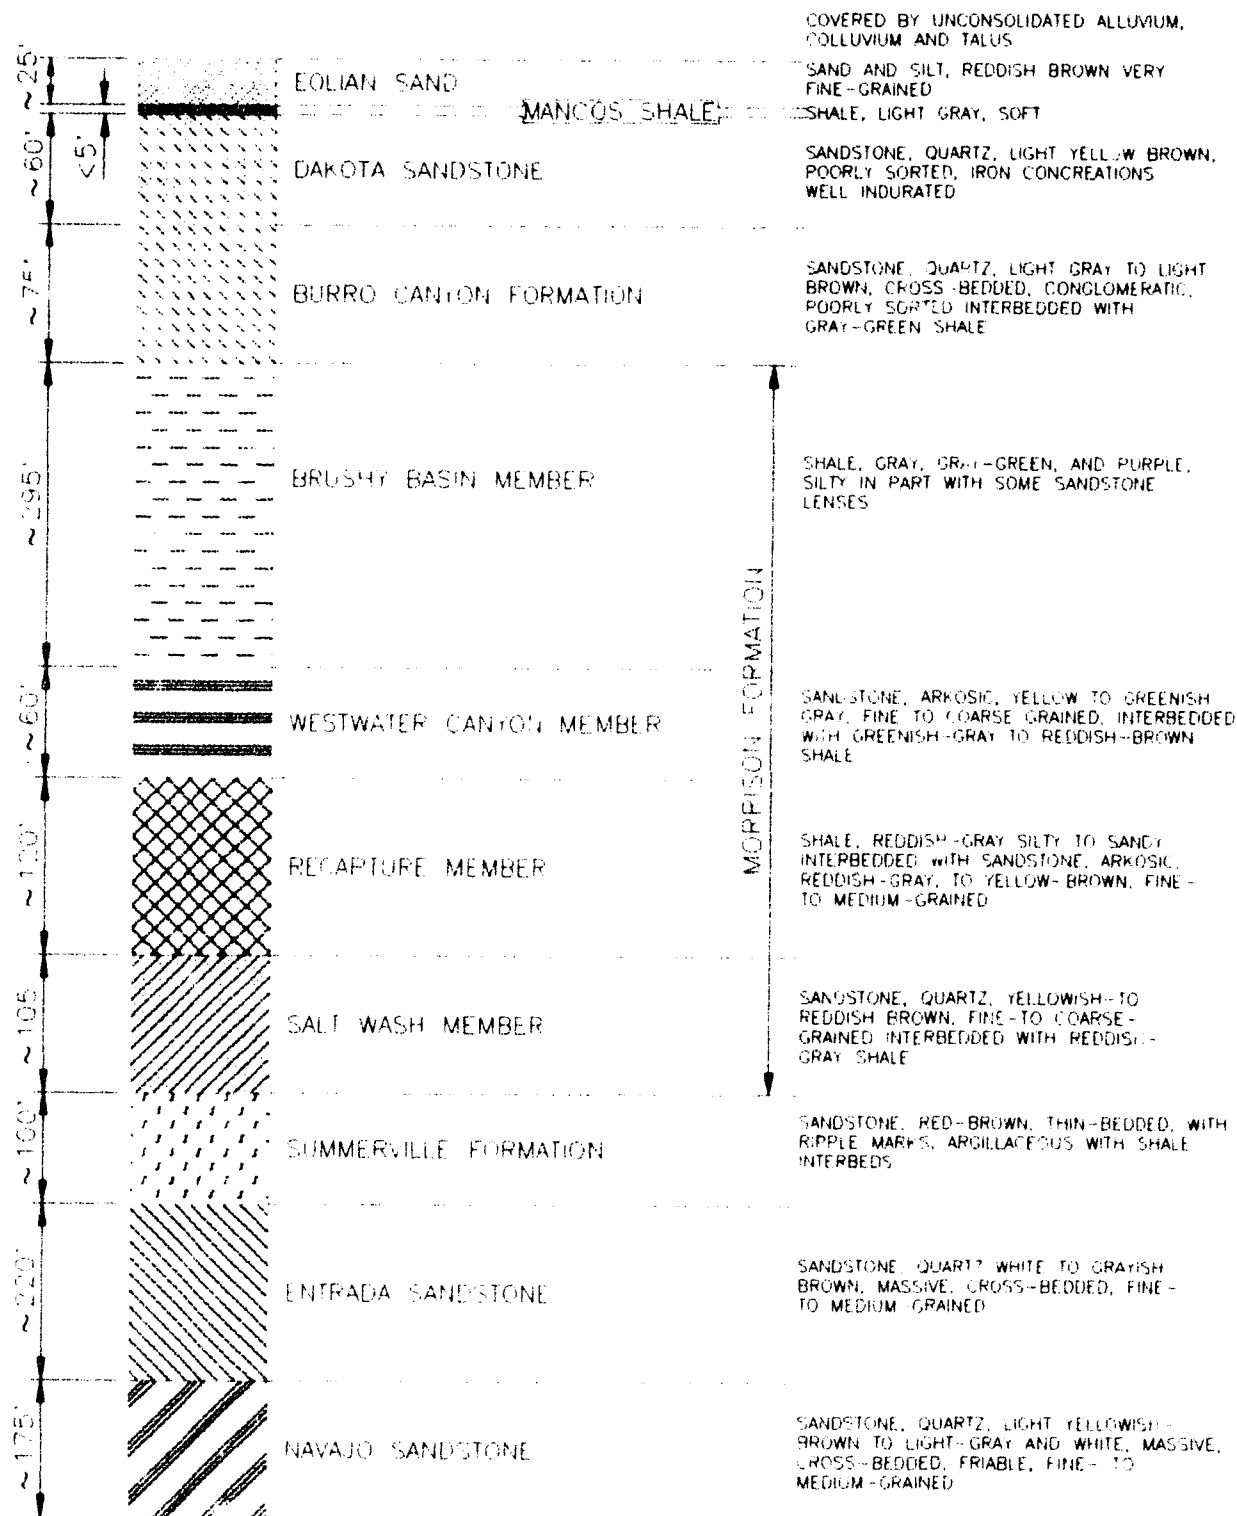 COVERED BY UNCONSOLIDATED ALLUVIUM,
COLLUVIUM AND TALUS
~25'
EOLIAN SAND
SAND AND SILT, REDDISH BROWN VERY
FINE-GRAINED
<5'
MANCOS SHALE
SHALE, LIGHT GRAY, SOFT
~60'
DAKOTA SANDSTONE
SANDSTONE, QUARTZ, LIGHT YELLOW BROWN,
POORLY SORTED, IRON CONCREATIONS
WELL INDURATED
~75'
BURRO CANYON FORMATION
SANDSTONE, QUARTZ, LIGHT GRAY TO LIGHT
BROWN, CROSS-BEDDED, CONGLOMERATIC,
POORLY SORTED INTERBEDDED WITH
GRAY-GREEN SHALE
~295'
BRUSHY BASIN MEMBER
SHALE, GRAY, GRAY-GREEN, AND PURPLE,
SILTY IN PART WITH SOME SANDSTONE
LENSES
MORRISON FORMATION
~60'
WESTWATER CANYON MEMBER
SANDSTONE, ARKOSIC, YELLOW TO GREENISH
GRAY, FINE TO COARSE GRAINED, INTERBEDDED
WITH GREENISH-GRAY TO REDDISH-BROWN
SHALE
~120'
RECAPTURE MEMBER
SHALE, REDDISH-GRAY SILTY TO SANDY
INTERBEDDED WITH SANDSTONE, ARKOSIC,
REDDISH-GRAY, TO YELLOW-BROWN, FINE-
TO MEDIUM-GRAINED
~105
SALT WASH MEMBER
SANDSTONE, QUARTZ, YELLOWISH-TO
REDDISH BROWN, FINE-TO COARSE-
GRAINED INTERBEDDED WITH REDDISH-
GRAY SHALE
~100'
SUMMERVILLE FORMATION
SANDSTONE, RED-BROWN, THIN-BEDDED, WITH
RIPPLE MARKS, ARGILLACEOUS WITH SHALE
INTERBEDS
~220'
ENTRADA SANDSTONE
SANDSTONE, QUARTZ WHITE TO GRAYISH
BROWN, MASSIVE, CROSS-BEDDED, FINE-
TO MEDIUM-GRAINED
~175'
NAVAJO SANDSTONE
SANDSTONE, QUARTZ, LIGHT YELLOWISH-
BROWN TO LIGHT-GRAY AND WHITE, MASSIVE,
CROSS-BEDDED, FRIABLE, FINE- TO
MEDIUM-GRAINED